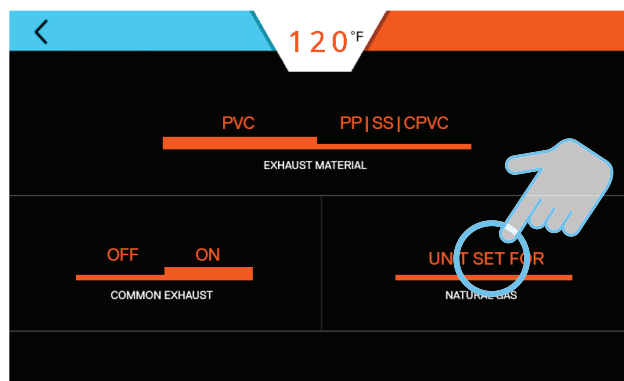 120°F
PVC PP|SS|CPVC
EXHAUST MATERIAL
OFF ON UNIT SET FOR
COMMON EXHAUST NATURAL GAS